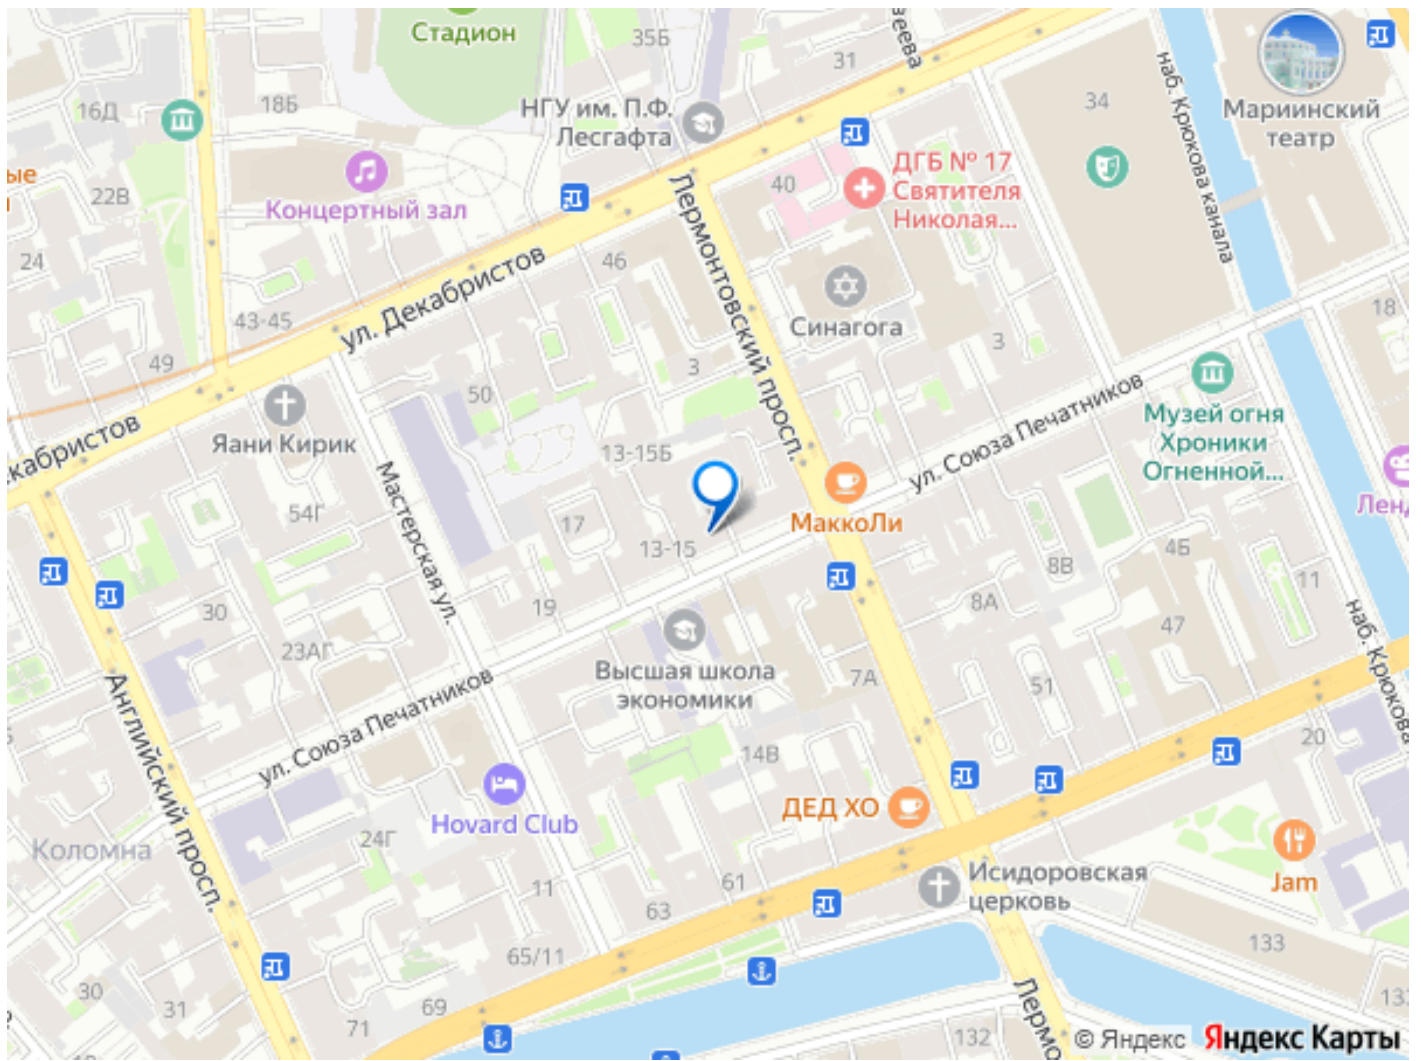 Стадион
35Б
31
НГУ им. П.Ф.
Лесгафта
16Д
18Б
34
наб. Крюкова канала
Мариинский
театр
ые
22В
Концертный зал
40
ДГБ № 17
Святителя
Николая...
24
46
43-45
ул. Декабристов
Лермонтовский просп.
Синагога
18
49
3
3
50
Яани Кирик
13-15Б
ул. Союза Печатников
Музей огня
Хроники
Огненной...
кабристов
Мастерская ул.
54Г
17
13-15
МаккоЛи
Ленд
4Б
8В
11
30
19
8А
47
наб. Крюкова
23АГ
Высшая школа
экономики
7А
51
Английский просп.
ул. Союза Печатников
14В
20
Hovard Club
ДЕД ХО
Коломна
24Г
11
61
Исидоровская
церковь
Jam
63
65/11
133
30
31
69
71
Лермо
132
© Яндекс
Яндекс Карты